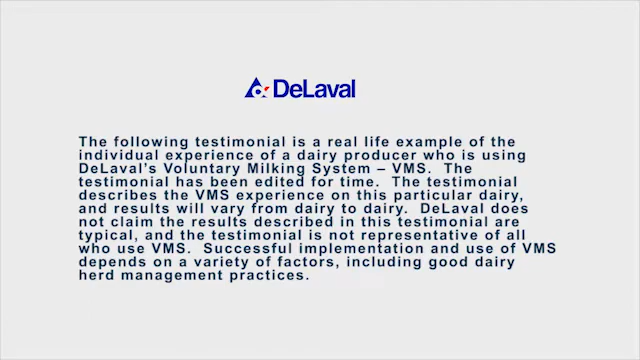 DeLaval
The following testimonial is a real life example of the
individual experience of a dairy producer who is using
DeLaval's Voluntary Milking System – VMS.  The
testimonial has been edited for time.  The testimonial
describes the VMS experience on this particular dairy,
and results will vary from dairy to dairy.  DeLaval does
not claim the results described in this testimonial are
typical, and the testimonial is not representative of all
who use VMS.  Successful implementation and use of VMS
depends on a variety of factors, including good dairy
herd management practices.